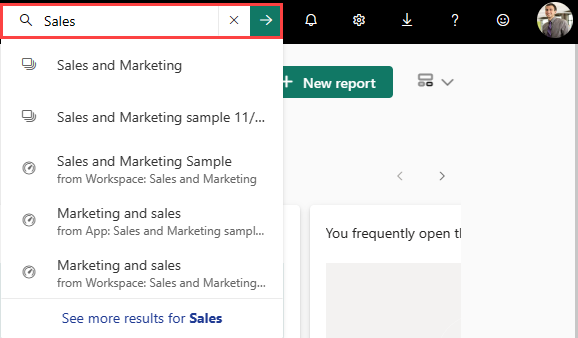 Sales
?
Sales and Marketing
+ New report
Sales and Marketing sample 11/...
Sales and Marketing Sample
from Workspace: Sales and Marketing
Marketing and sales
from App: Sales and Marketing sampl...
You frequently open th
Marketing and sales
from Workspace: Sales and Marketing...
See more results for Sales